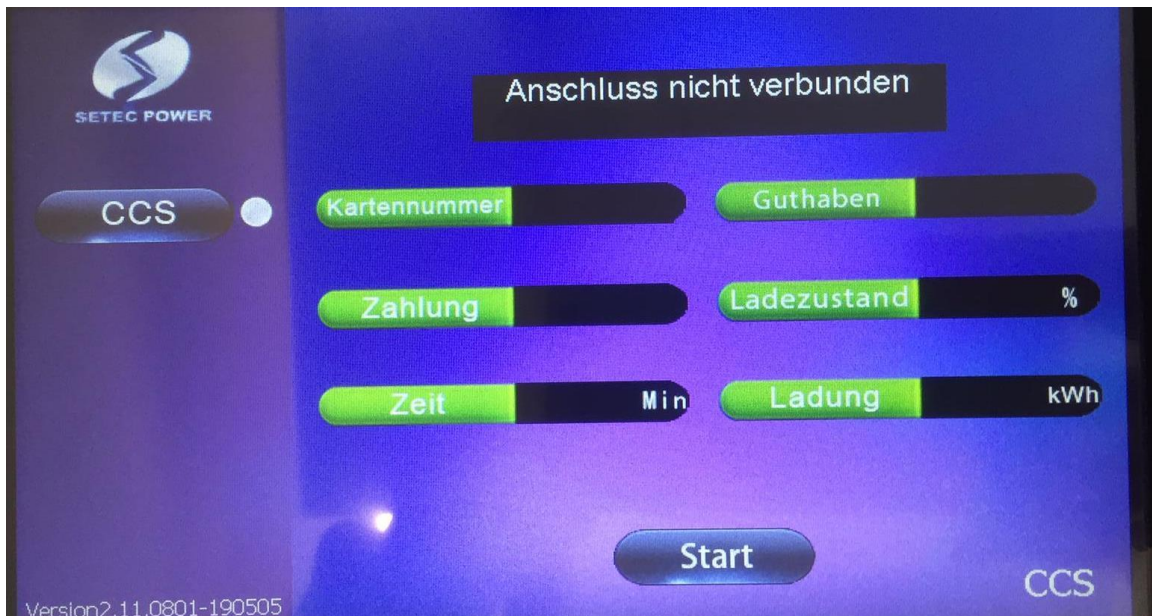 SETEC POWER
Anschluss nicht verbunden
CCS
Kartennummer
Guthaben
Zahlung
Ladezustand %
Zeit Min
Ladung kWh
Start
CCS
Version2.11.0801-190505